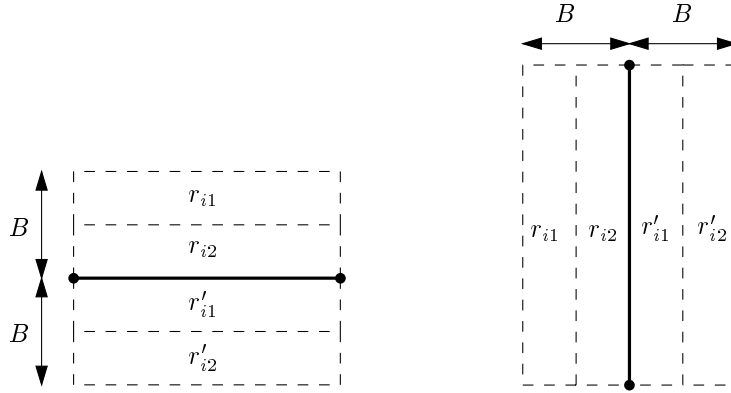 B B
r_{i1}
B
r_{i2}
r_{i1} r_{i2} r'_{i1} r'_{i2}
r'_{i1}
B
r'_{i2}